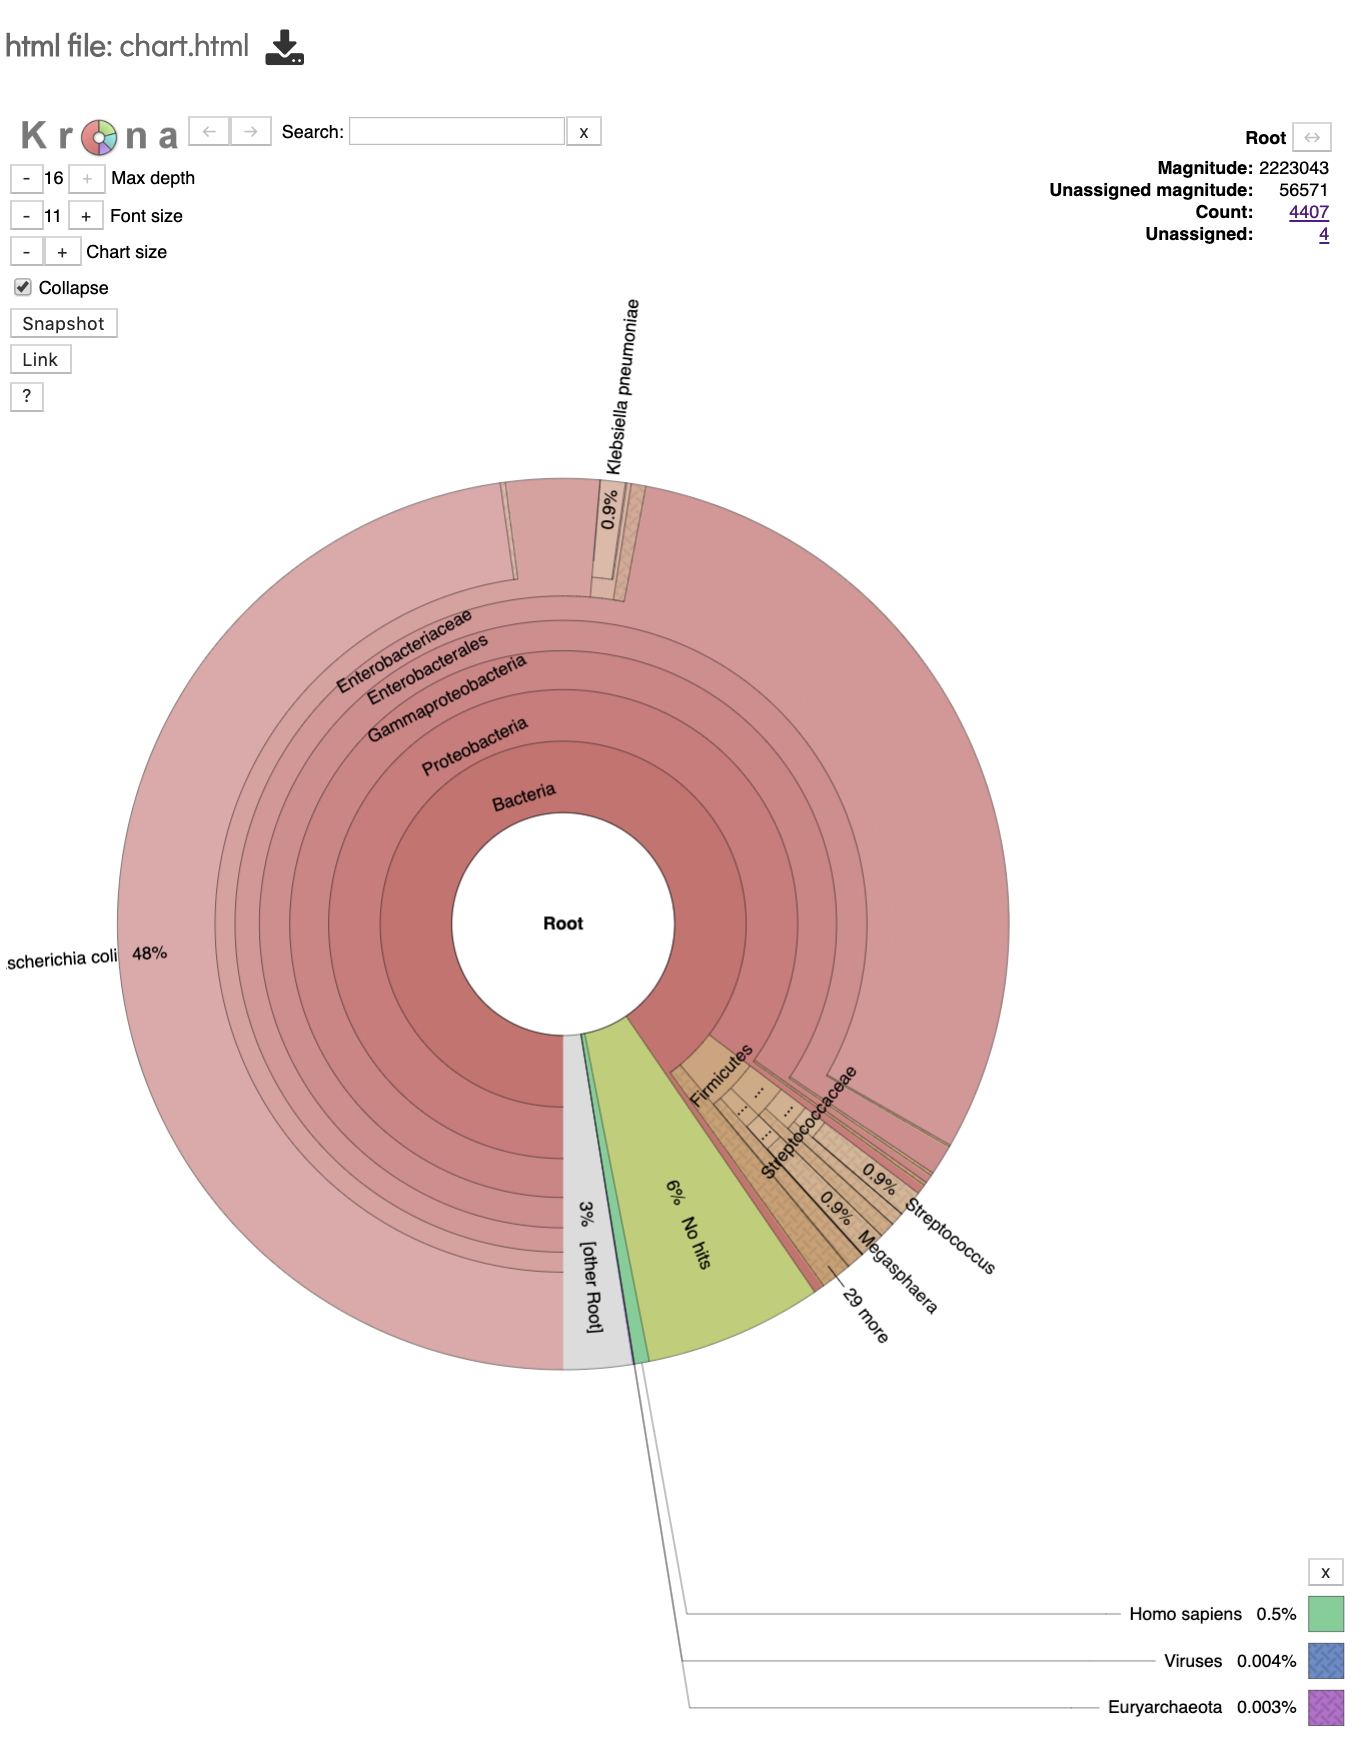 html file: chart.html
Krona
← → Search: x
Root ↔
- 16 + Max depth
Magnitude: 2223043
Unassigned magnitude: 56571
- 11 + Font size
Count: 4407
Unassigned: 4
- + Chart size
Collapse
Snapshot
Link
?
Klebsiella pneumoniae
0.9%
Enterobacteriaceae
Enterobacterales
Gammaproteobacteria
Proteobacteria
Bacteria
Root
scherichia coli 48%
Firmicutes
...
...
...
...
Streptococcaceae
0.9% Streptococcus
0.9% Megasphaera
29 more
6% No hits
3% [other Root]
x
Homo sapiens 0.5%
Viruses 0.004%
Euryarchaeota 0.003%